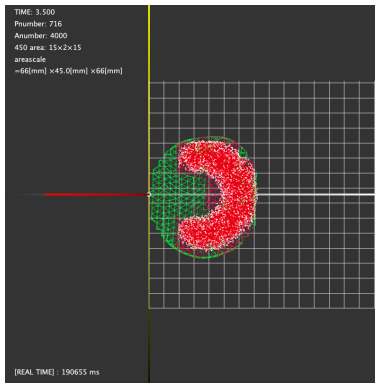 TIME: 3.500
Pnumber: 716
Anumber: 4000
450 area: 15×2×15
areascale
=66[mm] ×45.0[mm] ×66[mm]
[REAL TIME] : 190655 ms